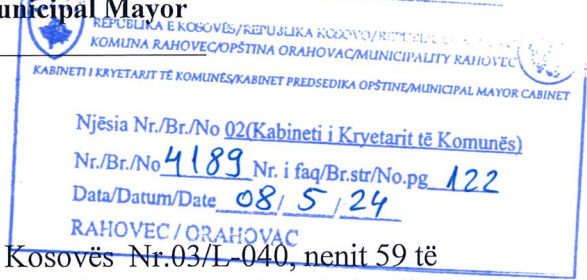 unicipal Mayor
REPUBLIKA E KOSOVËS/REPUBLIKA KOSOVO/
KOMUNA RAHOVEC/OPŠTINA ORAHOVAC/MUNICIPALITY RAHOVEC
KABINETI I KRYETARIT TË KOMUNËS/KABINET PREDSEDIKA OPŠTINE/MUNICIPAL MAYOR CABINET
Njësia Nr./Br./No 02(Kabineti i Kryetarit të Komunës)
Nr./Br./No 4189 Nr. i faq/Br.str/No.pg 122
Data/Datum/Date 08/ 5 / 24
RAHOVEC / ORAHOVAC
Kosovës Nr.03/L-040, nenit 59 të